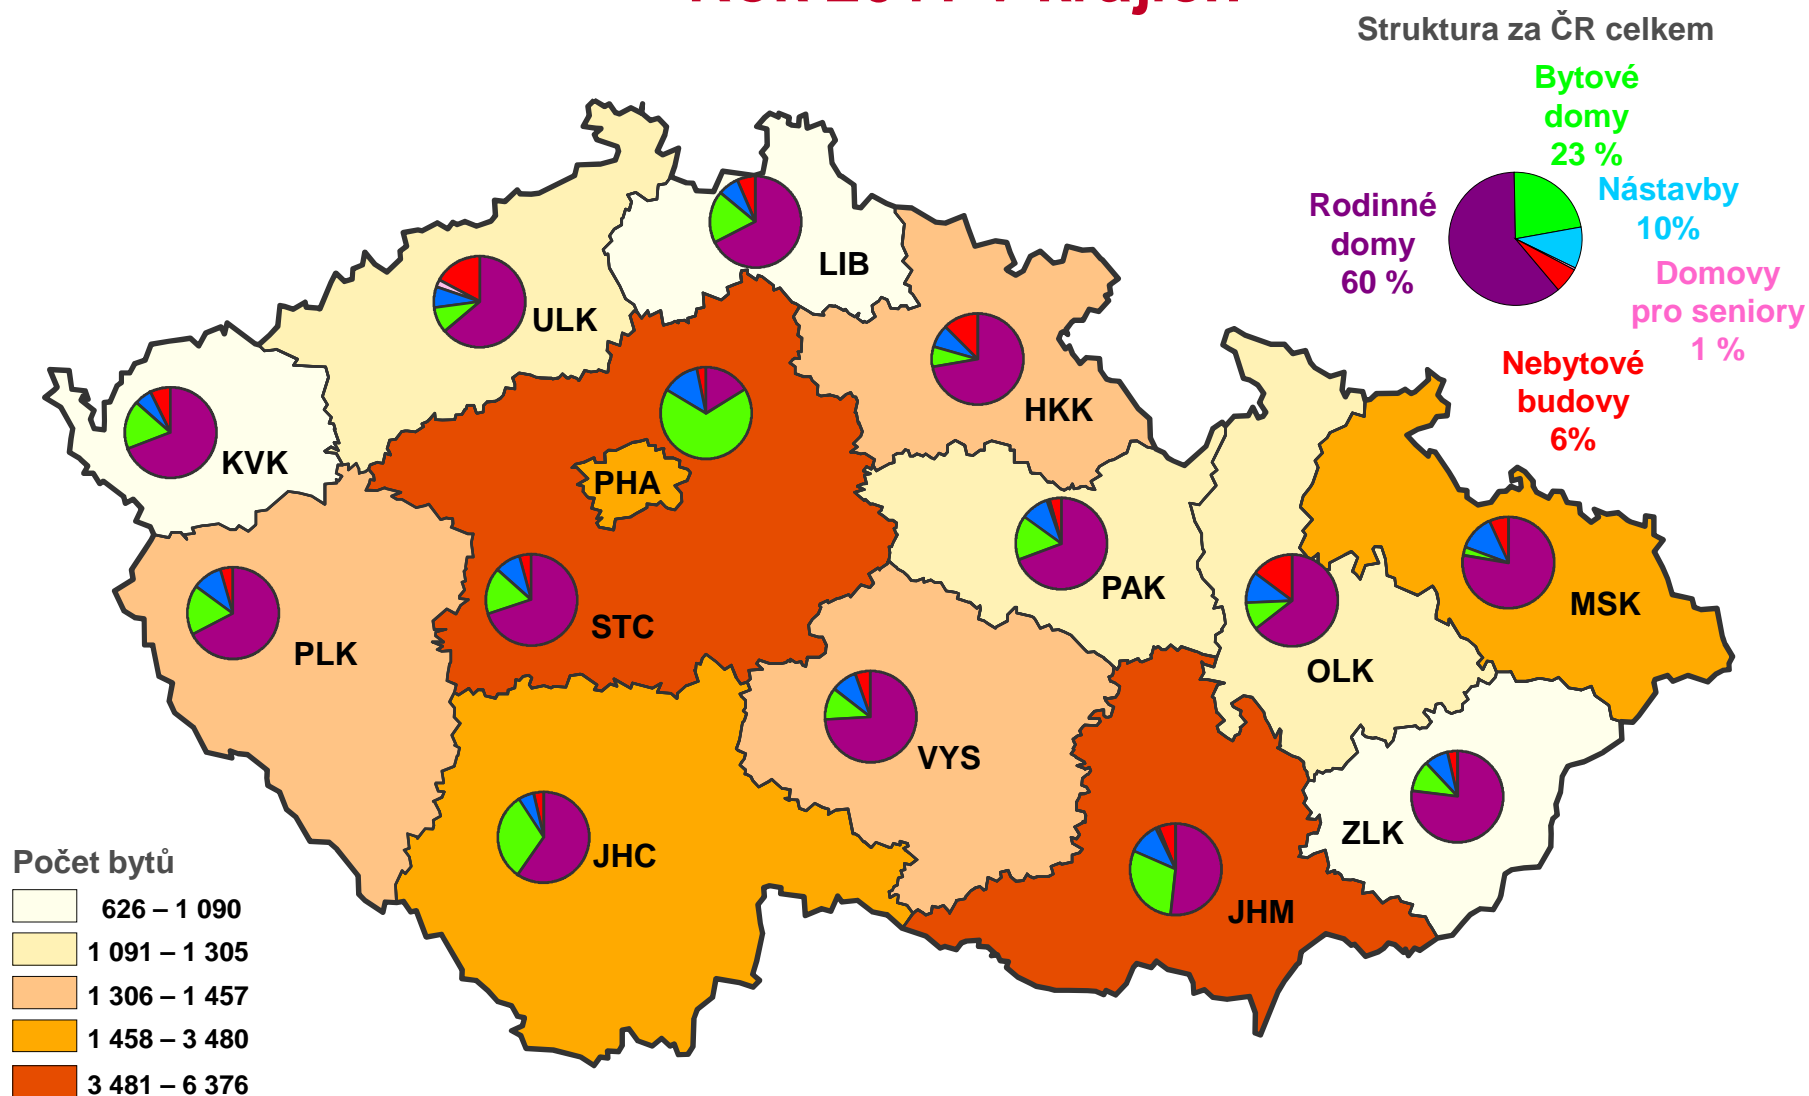 Struktura za ČR celkem
Bytové
domy
23 %
Nástavby
10%
Rodinné
domy
60 %
Domovy
pro seniory
1 %
Nebytové
budovy
6%
LIB
ULK
HKK
KVK
PHA
PAK
MSK
STC
PLK
OLK
VYS
ZLK
JHC
JHM
Počet bytů
626 – 1 090
1 091 – 1 305
1 306 – 1 457
1 458 – 3 480
3 481 – 6 376